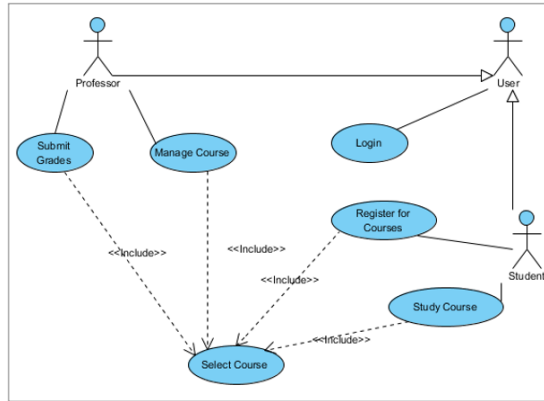 Professor
User
Submit
Grades
Manage Course
Login
Register for
Courses
<<Include>>
<<Include>>
<<Include>>
Student
Study Course
<<Include>>
Select Course